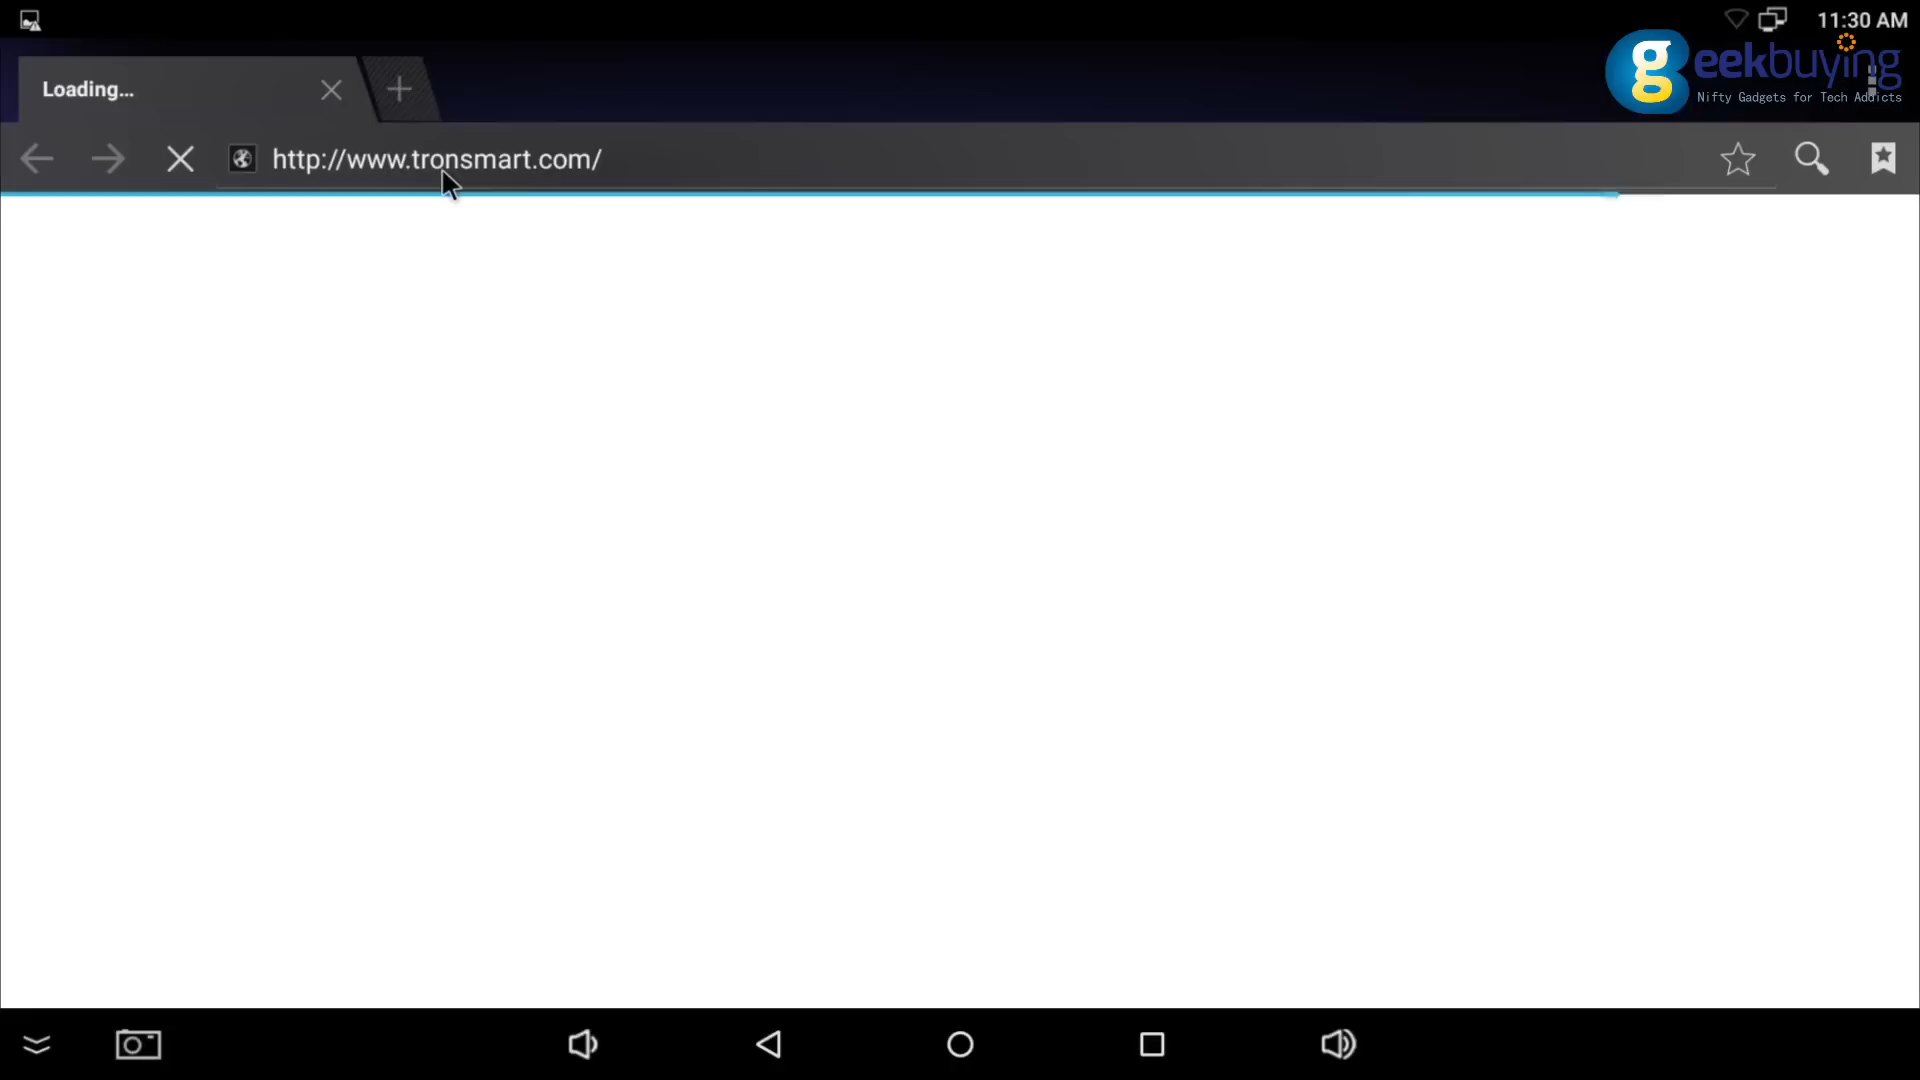 11:30 AM
geekbuying
Nifty Gadgets for Tech Addicts
Loading...
http://www.tronsmart.com/